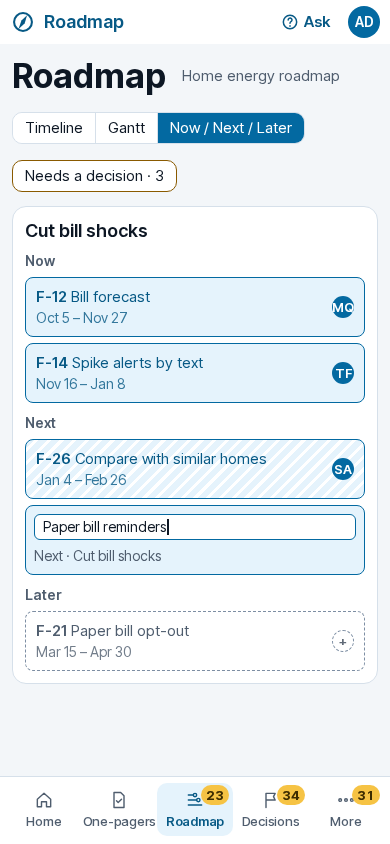 Roadmap
Ask
AD
Roadmap
Home energy roadmap
Timeline
Gantt
Now / Next / Later
Needs a decision · 3
Cut bill shocks
Now
F-12 Bill forecast
Oct 5 – Nov 27
MQ
F-14 Spike alerts by text
Nov 16 – Jan 8
TF
Next
F-26 Compare with similar homes
Jan 4 – Feb 26
SA
Paper bill reminders
Next · Cut bill shocks
Later
F-21 Paper bill opt-out
Mar 15 – Apr 30
+
23
34
31
Home
One-pagers
Roadmap
Decisions
More